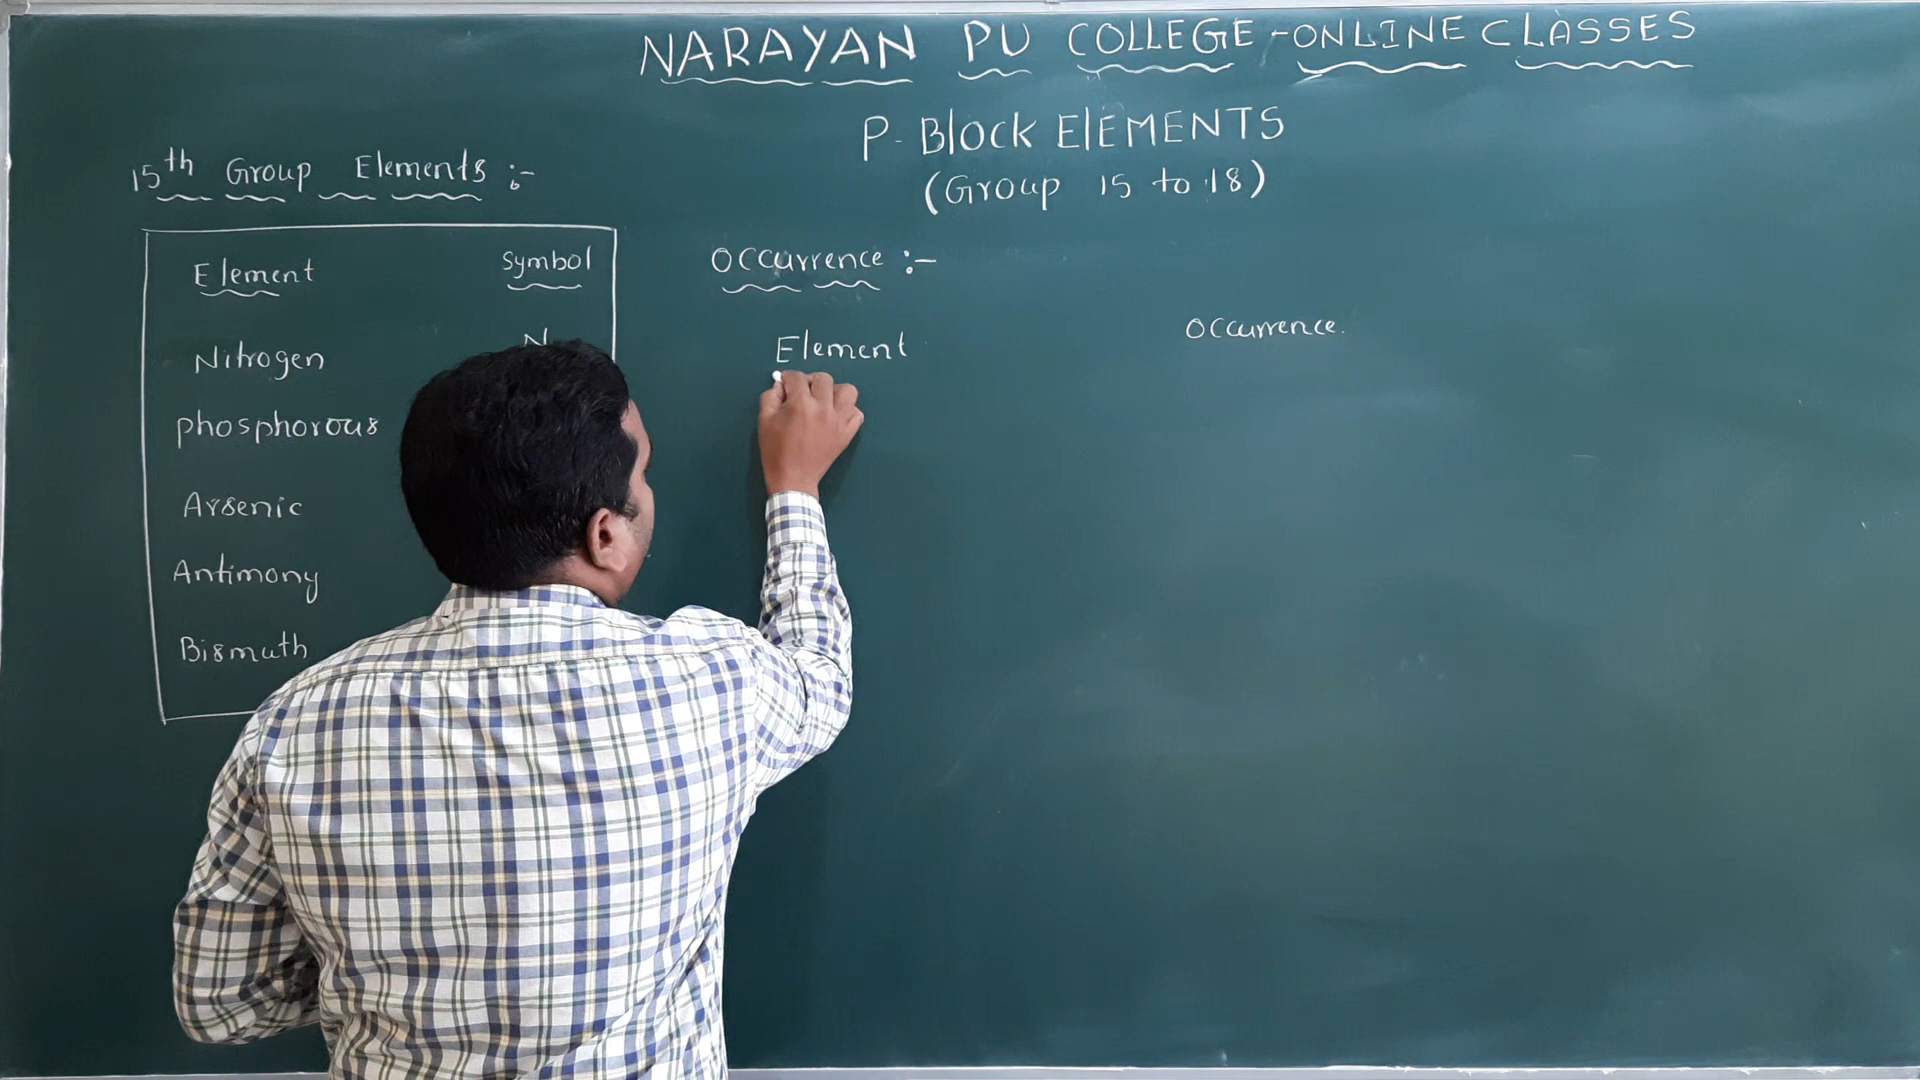 NARAYAN PU COLLEGE - ONLINE CLASSES
P- Block ElEMENTS
(Group 15 to 18)
15th Group Elements :-
Element Symbol
Nitrogen N
phosphorous
Arsenic
Antimony
Bismuth
Occurrence :-
Element Occurrence.